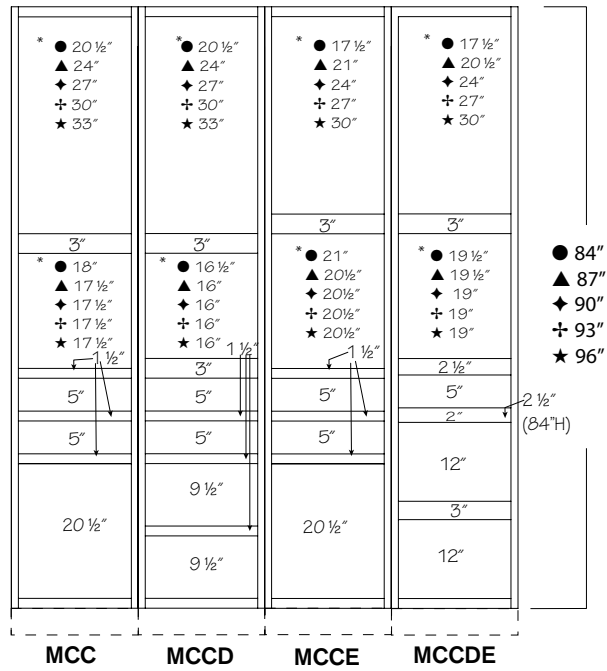 * ● 20 ½"
▲ 24"
✦ 27"
✢ 30"
★ 33"
3"
* ● 18"
▲ 17 ½"
✦ 17 ½"
✢ 17 ½"
★ 17 ½"
1 ½"
5"
5"
20 ½"
MCC
* ● 20 ½"
▲ 24"
✦ 27"
✢ 30"
★ 33"
3"
* ● 16 ½"
▲ 16"
✦ 16"
✢ 16"
★ 16"
1 ½"
3"
5"
5"
9 ½"
9 ½"
MCCD
* ● 17 ½"
▲ 21"
✦ 24"
✢ 27"
★ 30"
3"
* ● 21"
▲ 20½"
✦ 20½"
✢ 20½"
★ 20½"
1 ½"
5"
5"
20 ½"
MCCE
* ● 17 ½"
▲ 20 ½"
✦ 24"
✢ 27"
★ 30"
3"
* ● 19 ½"
▲ 19 ½"
✦ 19"
✢ 19"
★ 19"
2 ½"
5"
2"
2 ½"
(84"H)
12"
3"
12"
MCCDE
● 84"
▲ 87"
✦ 90"
✢ 93"
★ 96"